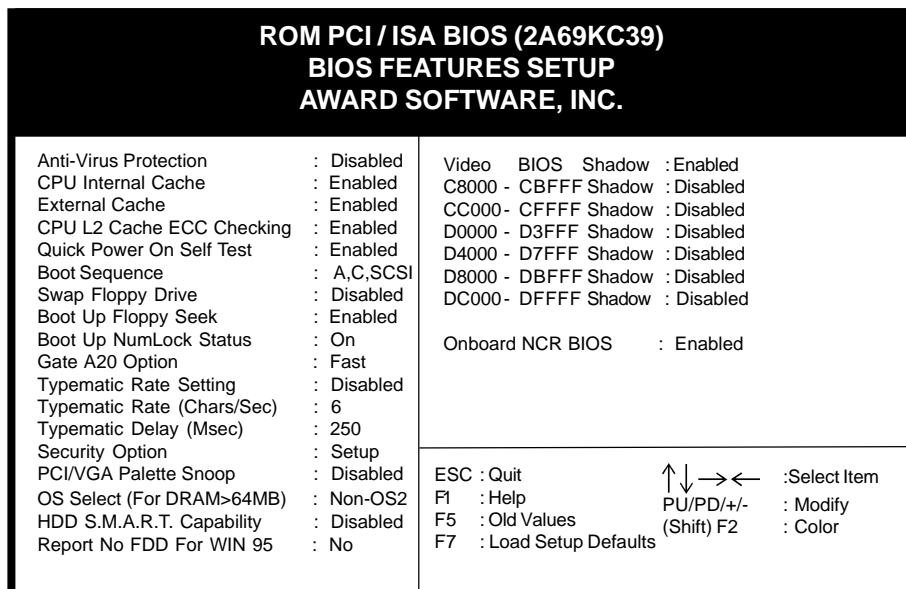 ROM PCI / ISA BIOS (2A69KC39)
BIOS FEATURES SETUP
AWARD SOFTWARE, INC.
Anti-Virus Protection : Disabled
CPU Internal Cache : Enabled
External Cache : Enabled
CPU L2 Cache ECC Checking : Enabled
Quick Power On Self Test : Enabled
Boot Sequence : A,C,SCSI
Swap Floppy Drive : Disabled
Boot Up Floppy Seek : Enabled
Boot Up NumLock Status : On
Gate A20 Option : Fast
Typematic Rate Setting : Disabled
Typematic Rate (Chars/Sec) : 6
Typematic Delay (Msec) : 250
Security Option : Setup
PCI/VGA Palette Snoop : Disabled
OS Select (For DRAM>64MB) : Non-OS2
HDD S.M.A.R.T. Capability : Disabled
Report No FDD For WIN 95 : No
Video BIOS Shadow : Enabled
C8000 - CBFFF Shadow : Disabled
CC000 - CFFFF Shadow : Disabled
D0000 - D3FFF Shadow : Disabled
D4000 - D7FFF Shadow : Disabled
D8000 - DBFFF Shadow : Disabled
DC000 - DFFFF Shadow : Disabled
Onboard NCR BIOS : Enabled
ESC : Quit ↑↓→← :Select Item
F1 : Help PU/PD/+/- : Modify
F5 : Old Values (Shift) F2 : Color
F7 : Load Setup Defaults